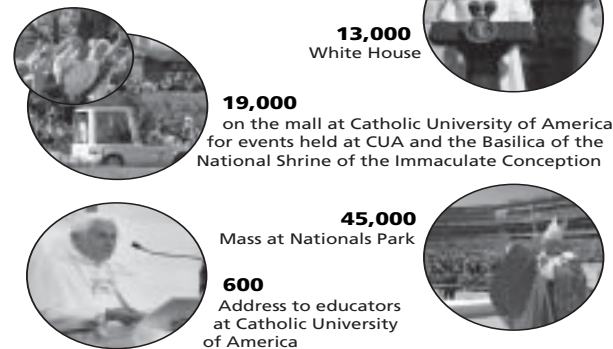 13,000
White House
19,000
on the mall at Catholic University of America
for events held at CUA and the Basilica of the
National Shrine of the Immaculate Conception
45,000
Mass at Nationals Park
600
Address to educators
at Catholic University
of America